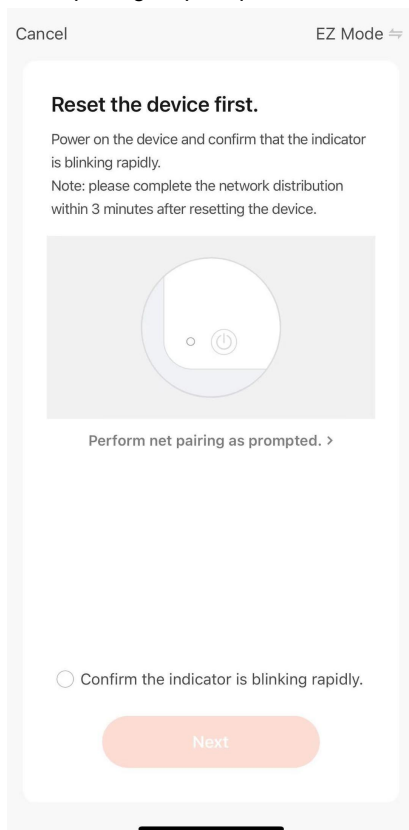 Cancel
EZ Mode
Reset the device first.
Power on the device and confirm that the indicator
is blinking rapidly.
Note: please complete the network distribution
within 3 minutes after resetting the device.
Perform net pairing as prompted. >
Confirm the indicator is blinking rapidly.
Next